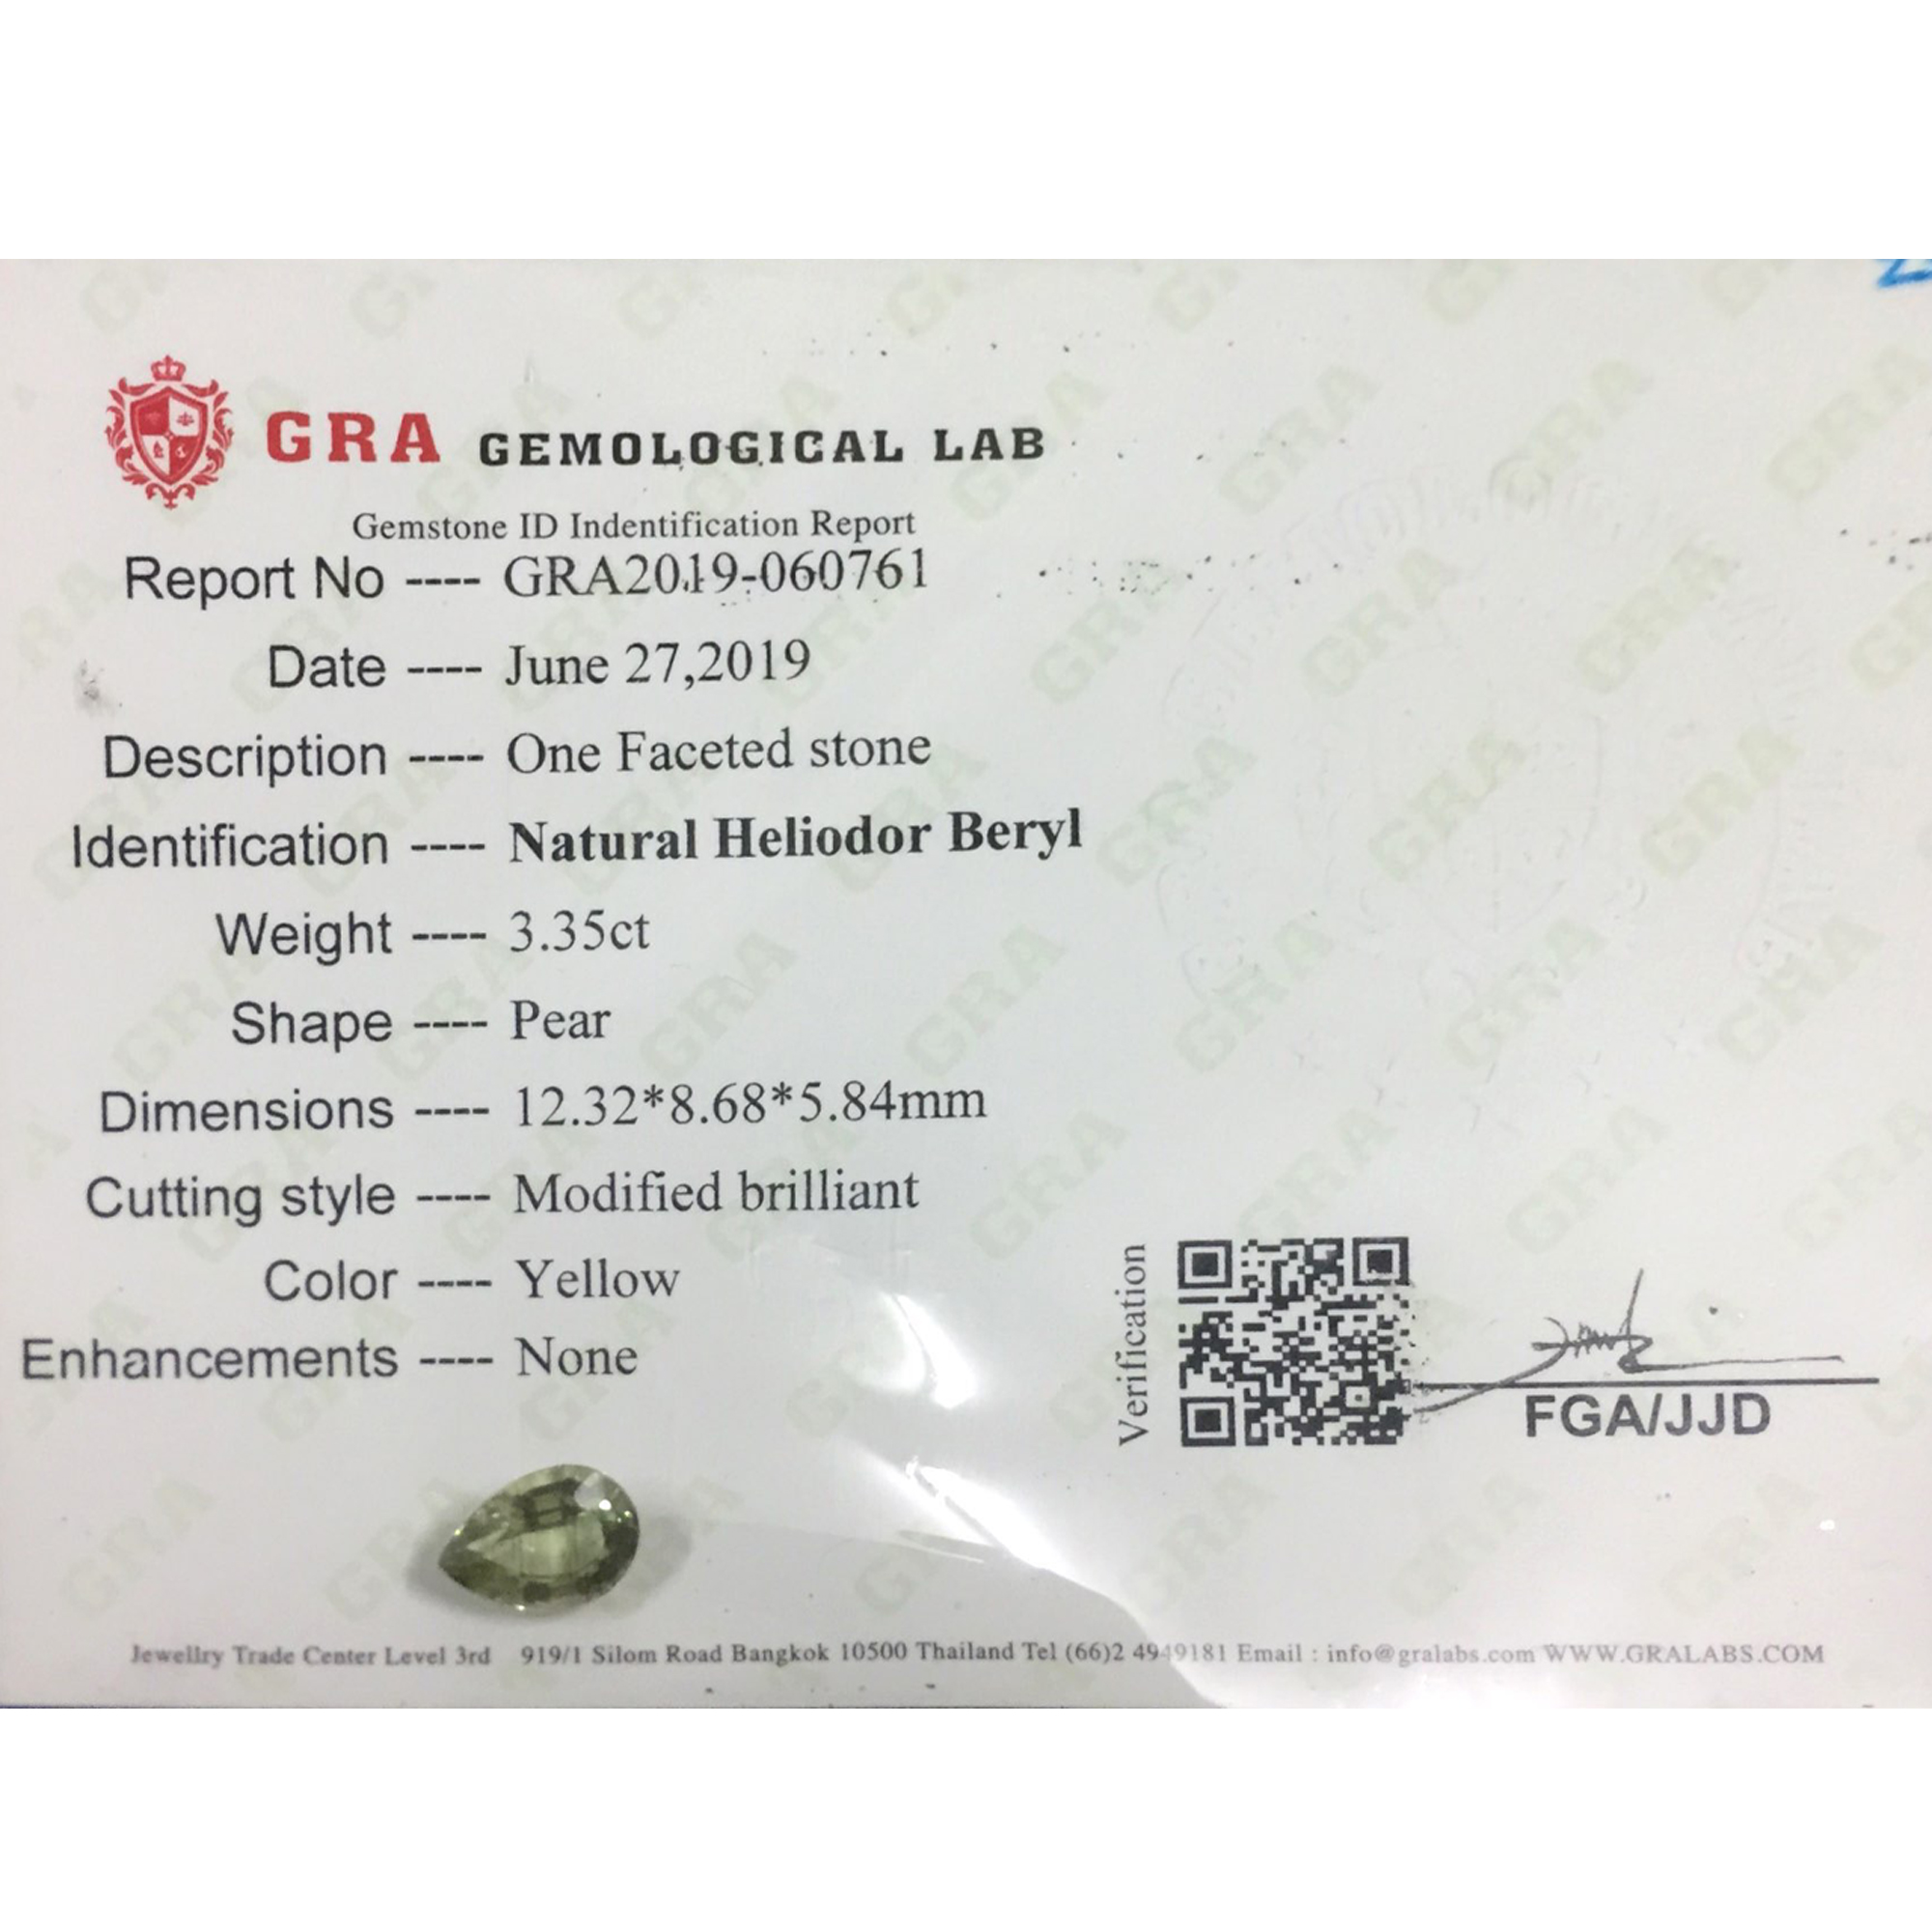 GRA GEMOLOGICAL LAB
Gemstone ID Indentification Report
Report No ---- GRA2019-060761
Date ---- June 27,2019
Description ---- One Faceted stone
Identification ---- Natural Heliodor Beryl
Weight ---- 3.35ct
Shape ---- Pear
Dimensions ---- 12.32*8.68*5.84mm
Cutting style ---- Modified brilliant
Color ---- Yellow
Enhancements ---- None
Verification
FGA/JJD
Jewellry Trade Center Level 3rd 919/1 Silom Road Bangkok 10500 Thailand Tel (66)2 4949181 Email : info@gralabs.com WWW.GRALABS.COM